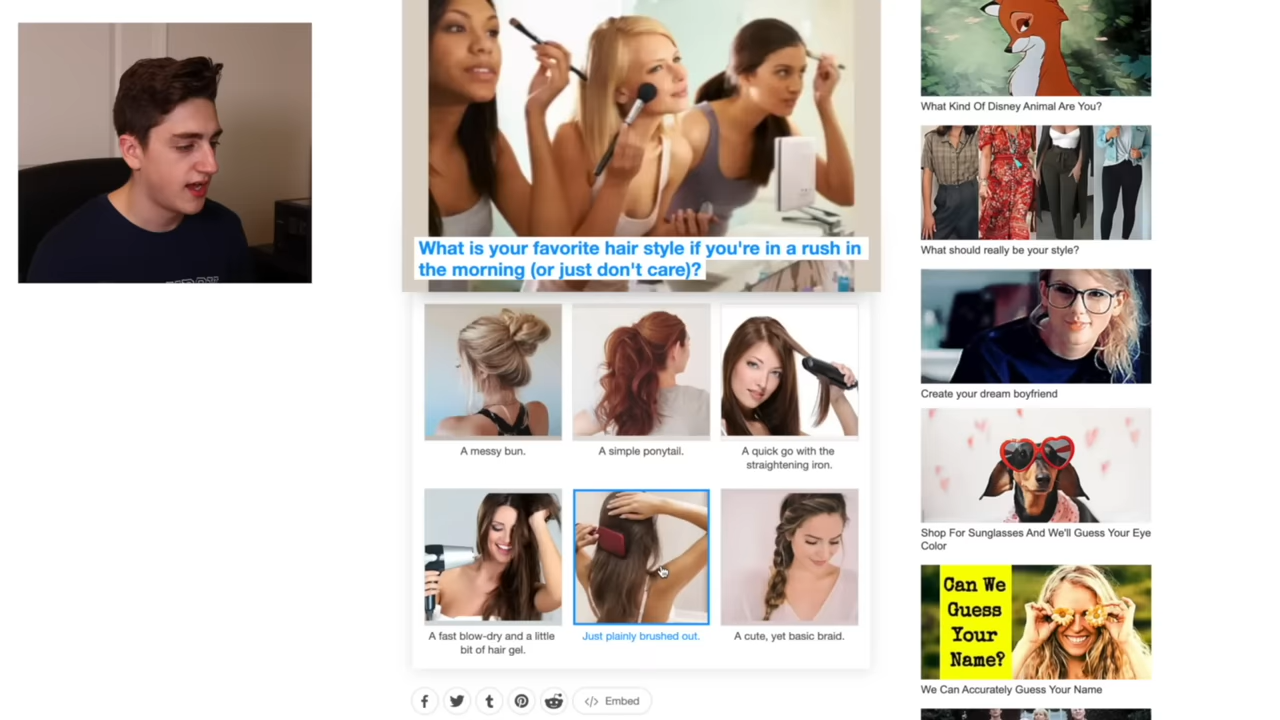 What is your favorite hair style if you're in a rush in
the morning (or just don't care)?
A messy bun.
A simple ponytail.
A quick go with the
straightening iron.
A fast blow-dry and a little
bit of hair gel.
Just plainly brushed out.
A cute, yet basic braid.
Embed
What Kind Of Disney Animal Are You?
What should really be your style?
Create your dream boyfriend
Shop For Sunglasses And We'll Guess Your Eye
Color
Can We
Guess
Your
Name?
We Can Accurately Guess Your Name